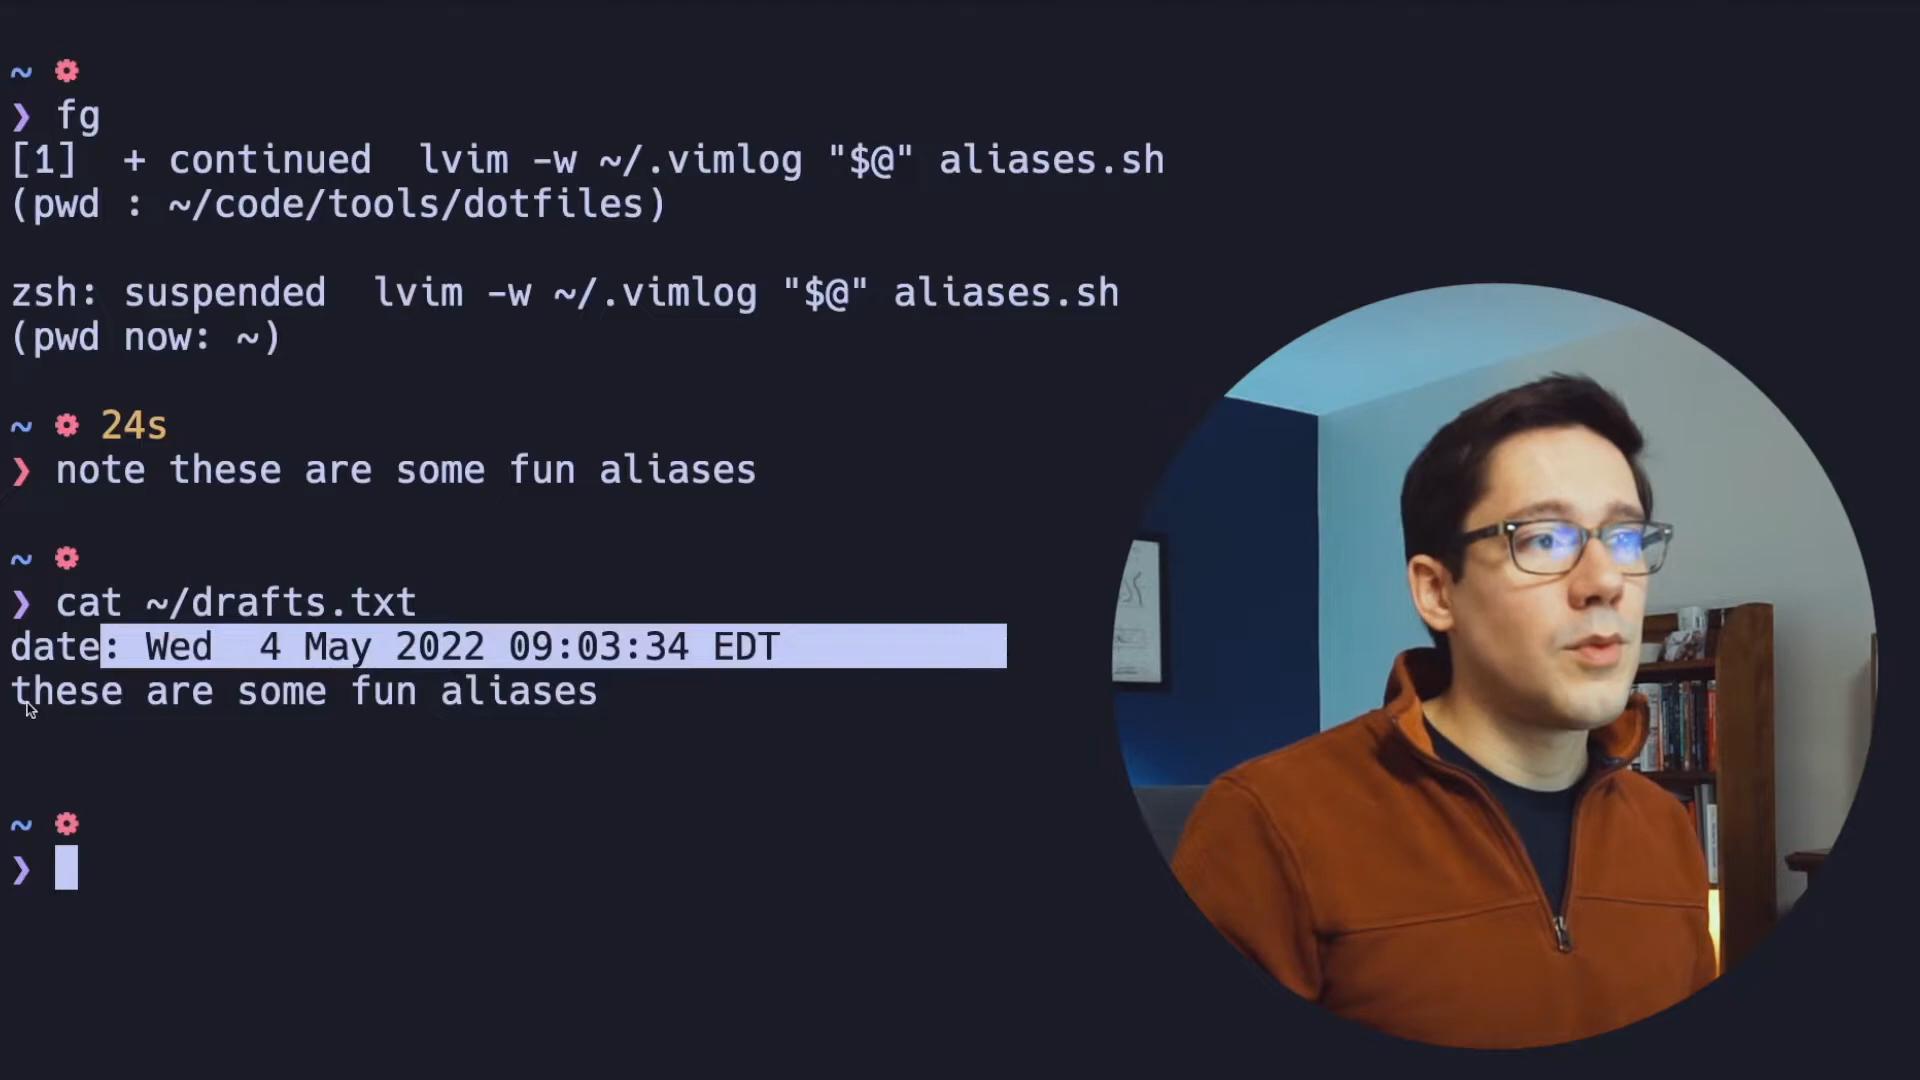 ~
❯ fg
[1]  + continued  lvim -w ~/.vimlog "$@" aliases.sh
(pwd : ~/code/tools/dotfiles)
zsh: suspended  lvim -w ~/.vimlog "$@" aliases.sh
(pwd now: ~)
~ 24s
❯ note these are some fun aliases
~
❯ cat ~/drafts.txt
date: Wed  4 May 2022 09:03:34 EDT
these are some fun aliases
~
❯